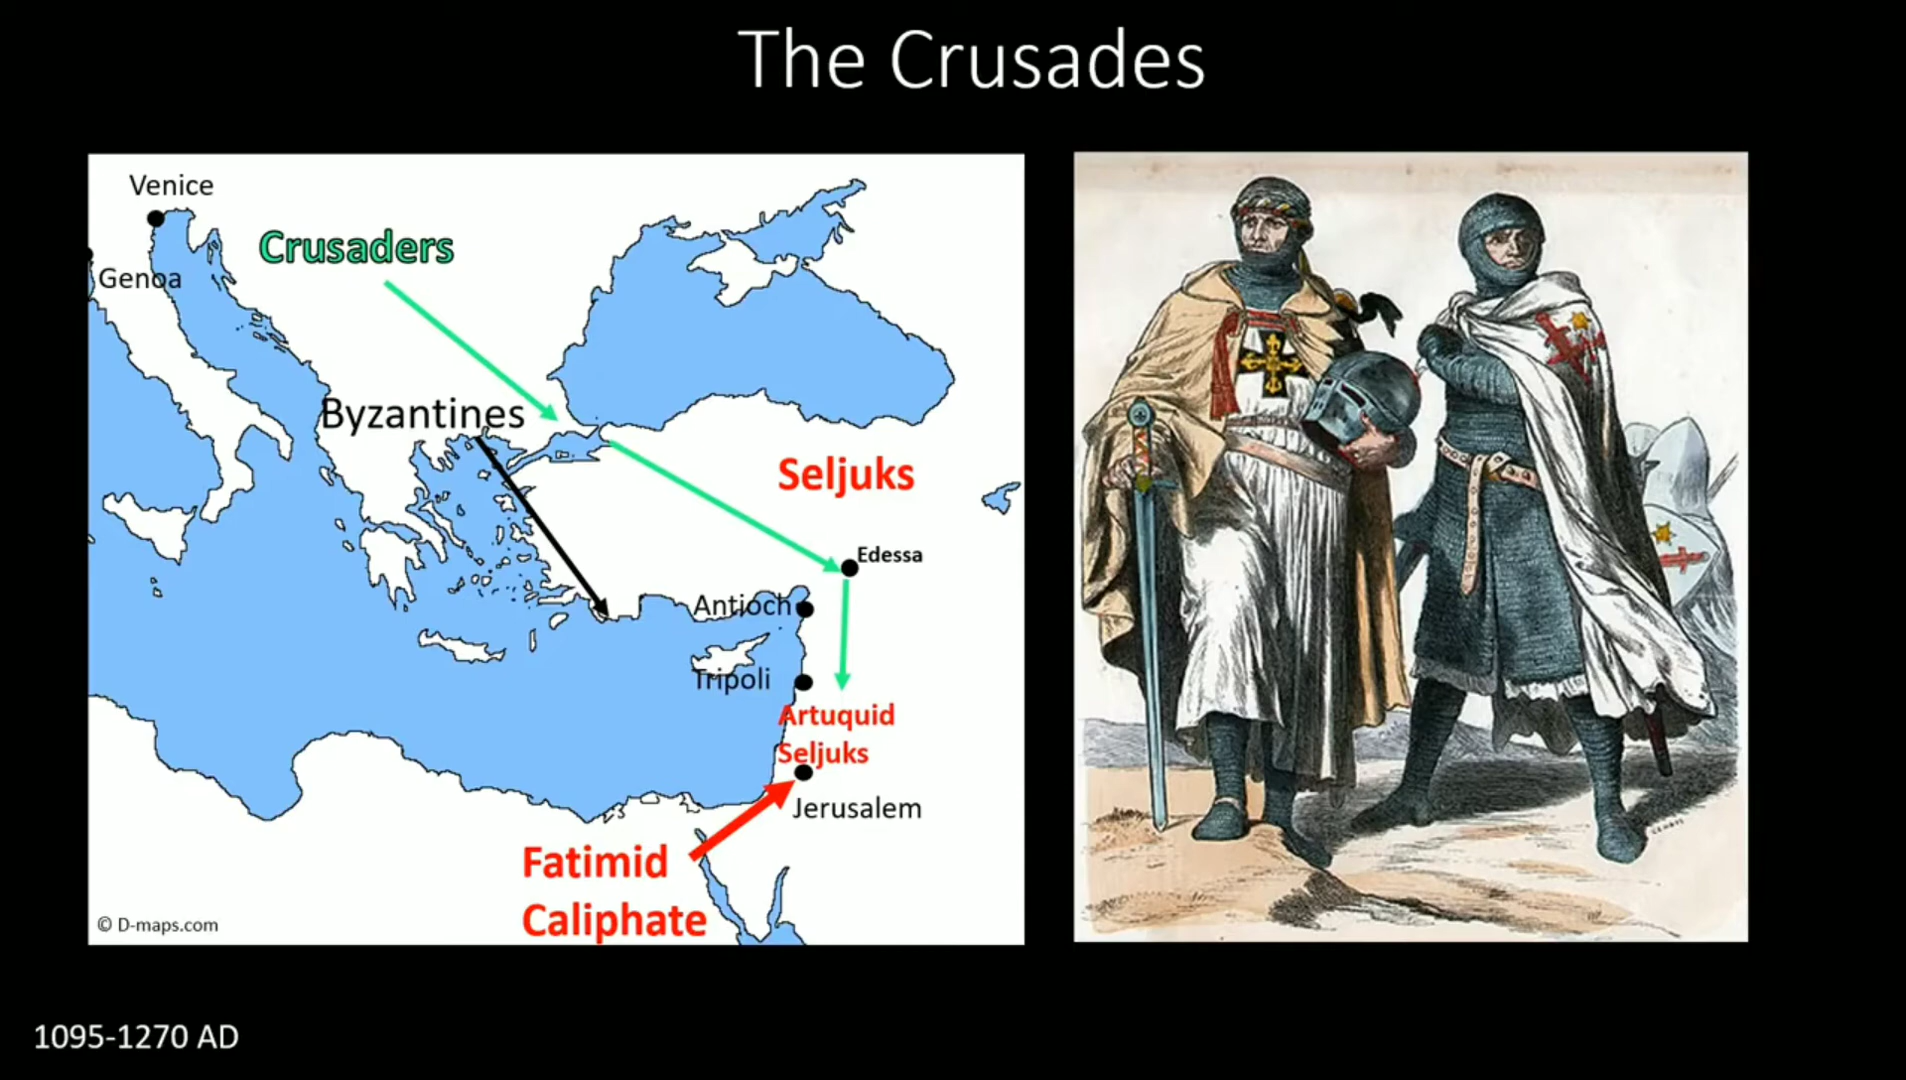 The Crusades
Venice
Crusaders
Genoa
Byzantines
Seljuks
Edessa
Antioch
Tripoli
Artuquid
Seljuks
Jerusalem
Fatimid
Caliphate
© D-maps.com
1095-1270 AD